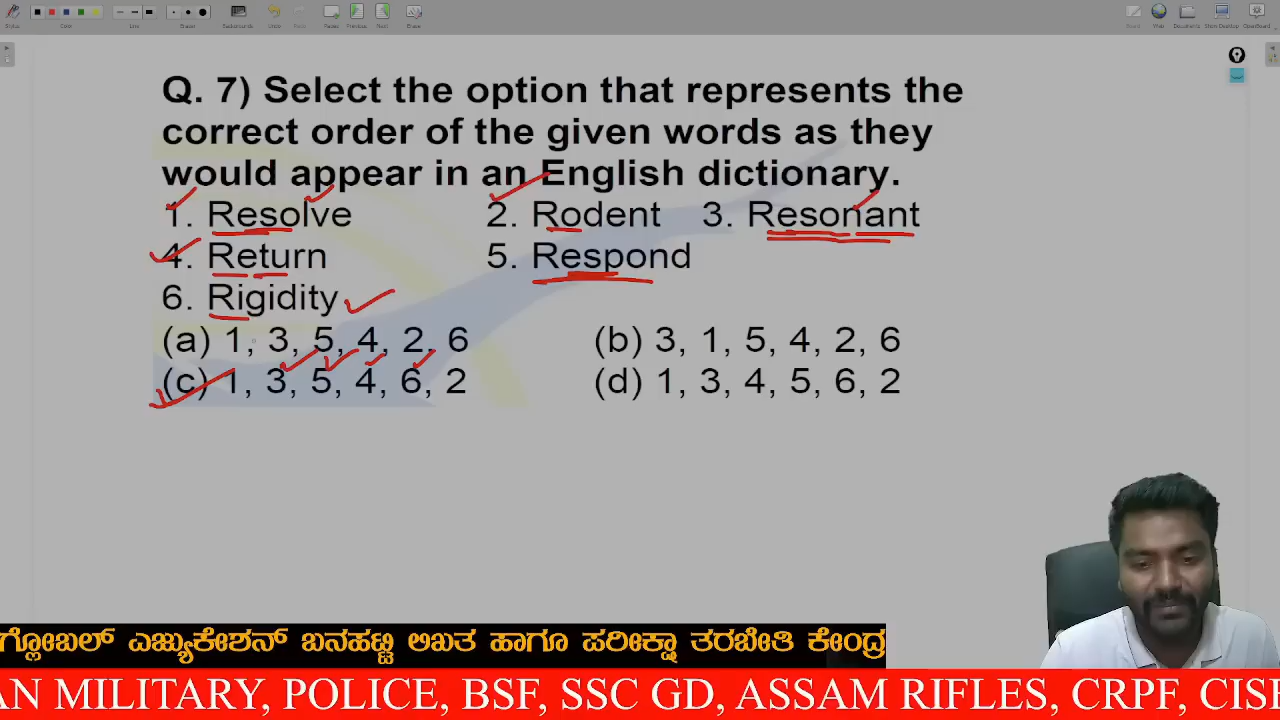 Q. 7) Select the option that represents the
correct order of the given words as they
would appear in an English dictionary.
1. Resolve 2. Rodent 3. Resonant
4. Return 5. Respond
6. Rigidity
(a) 1, 3, 5, 4, 2, 6 (b) 3, 1, 5, 4, 2, 6
(c) 1, 3, 5, 4, 6, 2 (d) 1, 3, 4, 5, 6, 2
ಗ್ಲೋಬಲ್ ಎಜ್ಯುಕೇಶನ್ ಬನಹಟ್ಟಿ ಅಖತ ಹಾಗೂ ಪರೀಕ್ಷಾ ತರಬೇತಿ ಕೇಂದ್ರ
AN MILITARY, POLICE, BSF, SSC GD, ASSAM RIFLES, CRPF, CIS